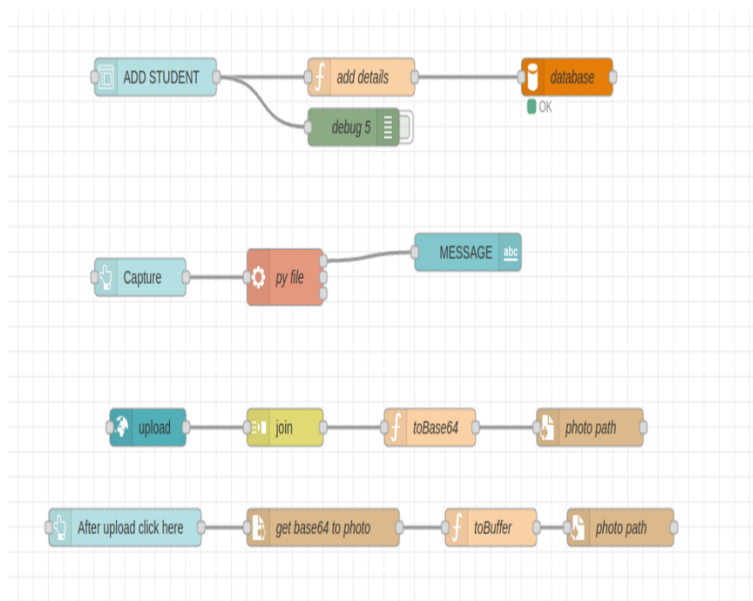 ADD STUDENT
add details
database
OK
debug 5
MESSAGE
abc
Capture
py file
upload
join
toBase64
photo path
After upload click here
get base64 to photo
toBuffer
photo path